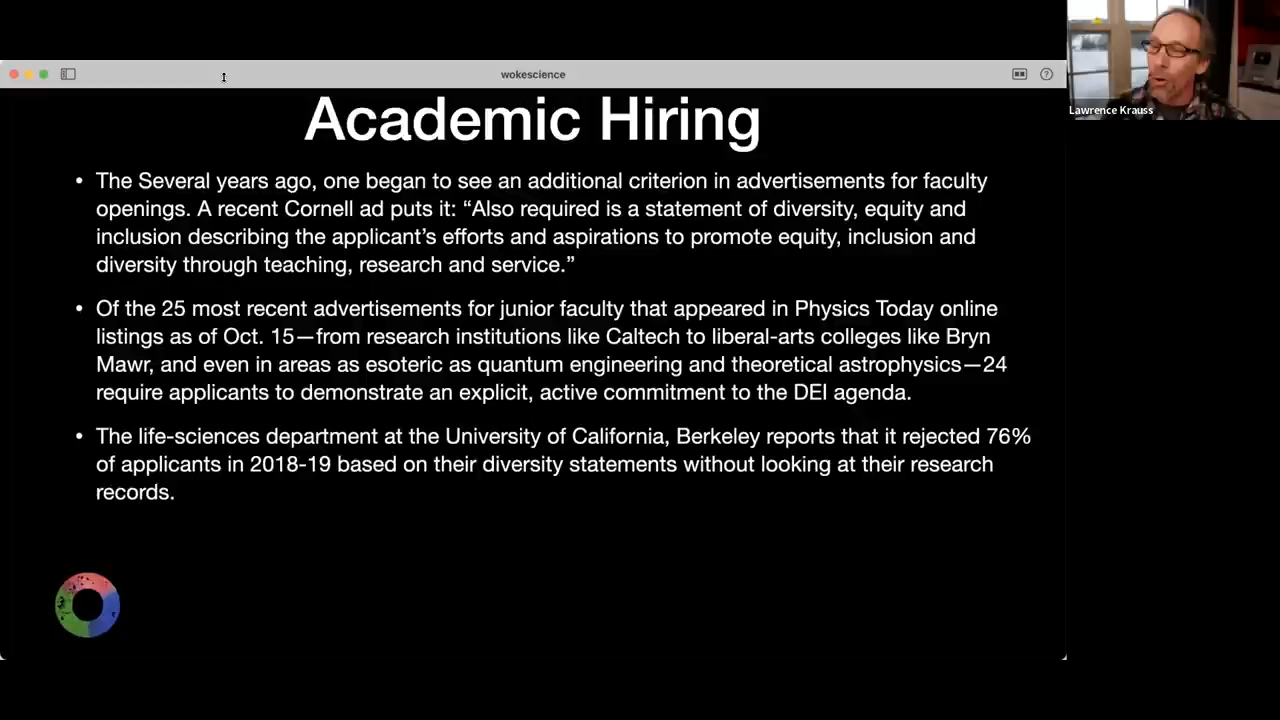 wokescience
Lawrence Krauss
Academic Hiring
• The Several years ago, one began to see an additional criterion in advertisements for faculty
openings. A recent Cornell ad puts it: “Also required is a statement of diversity, equity and
inclusion describing the applicant’s efforts and aspirations to promote equity, inclusion and
diversity through teaching, research and service.”
• Of the 25 most recent advertisements for junior faculty that appeared in Physics Today online
listings as of Oct. 15—from research institutions like Caltech to liberal-arts colleges like Bryn
Mawr, and even in areas as esoteric as quantum engineering and theoretical astrophysics—24
require applicants to demonstrate an explicit, active commitment to the DEI agenda.
• The life-sciences department at the University of California, Berkeley reports that it rejected 76%
of applicants in 2018-19 based on their diversity statements without looking at their research
records.